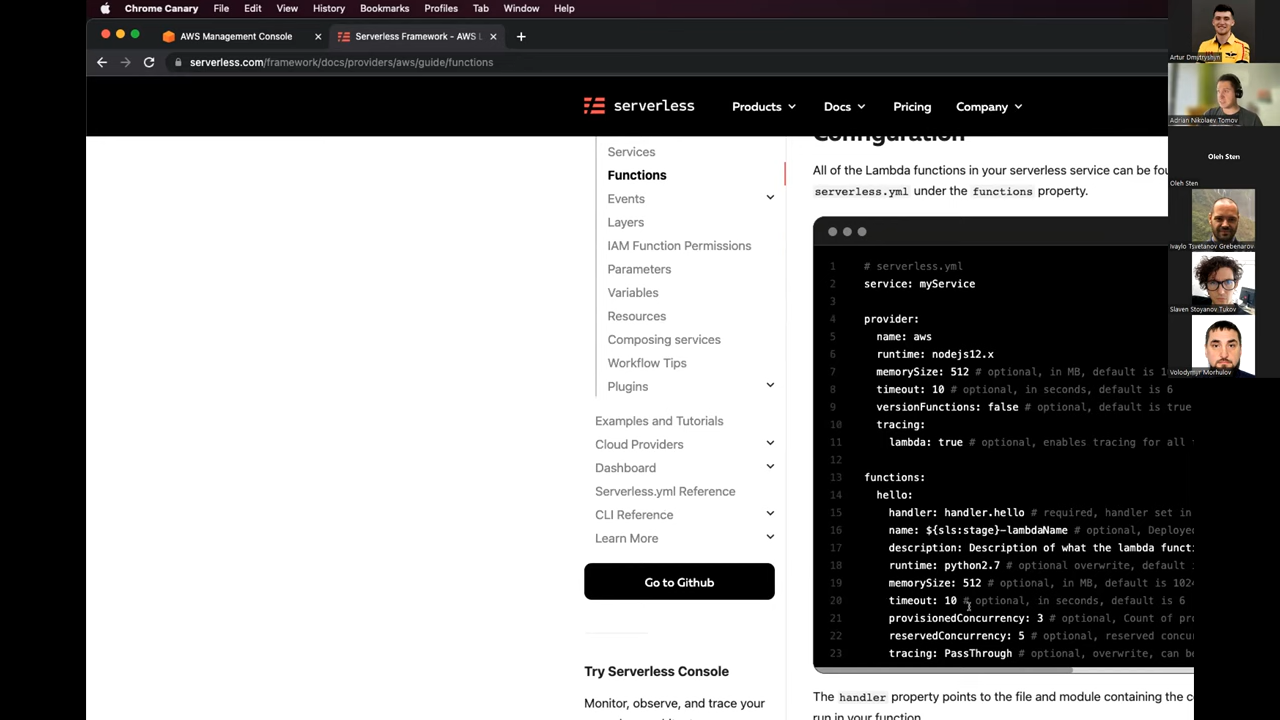 Chrome Canary File Edit View History Bookmarks Profiles Tab Window Help
AWS Management Console
Serverless Framework - AWS L
serverless.com/framework/docs/providers/aws/guide/functions
serverless Products Docs Pricing Company
Services
Functions
Events
Layers
IAM Function Permissions
Parameters
Variables
Resources
Composing services
Workflow Tips
Plugins
Examples and Tutorials
Cloud Providers
Dashboard
Serverless.yml Reference
CLI Reference
Learn More
Go to Github
Try Serverless Console
Monitor, observe, and trace your
Configuration
All of the Lambda functions in your serverless service can be fou
serverless.yml under the functions property.
1 # serverless.yml
2 service: myService
3
4 provider:
5 name: aws
6 runtime: nodejs12.x
7 memorySize: 512 # optional, in MB, default is 1
8 timeout: 10 # optional, in seconds, default is 6
9 versionFunctions: false # optional, default is true
10 tracing:
11 lambda: true # optional, enables tracing for all
12
13 functions:
14 hello:
15 handler: handler.hello # required, handler set in
16 name: ${sls:stage}-lambdaName # optional, Deployed
17 description: Description of what the lambda functi
18 runtime: python2.7 # optional overwrite, default i
19 memorySize: 512 # optional, in MB, default is 1024
20 timeout: 10 # optional, in seconds, default is 6
21 provisionedConcurrency: 3 # optional, Count of pro
22 reservedConcurrency: 5 # optional, reserved concur
23 tracing: PassThrough # optional, overwrite, can be
The handler property points to the file and module containing the c
run in your function.
Artur Dmytryshyn
Adrian Nikolaev Tomov
Oleh Sten
Oleh Sten
Ivaylo Tsvetanov Grebenarov
Slaven Stoyanov Tukov
Volodymyr Morhulov